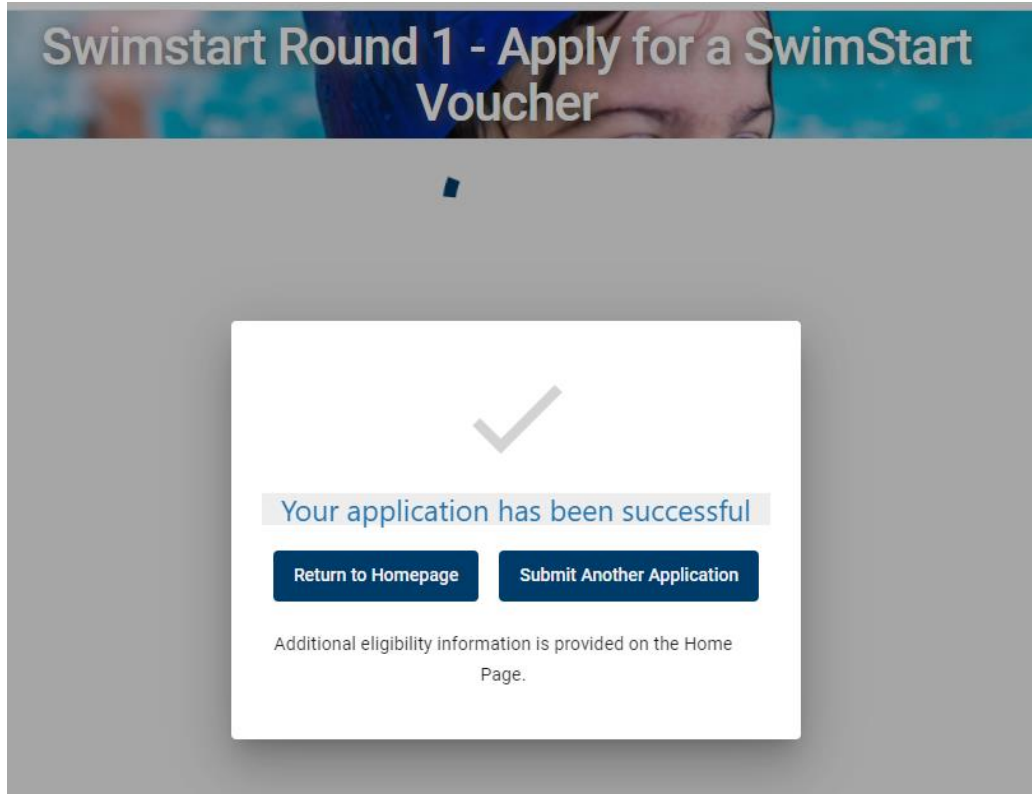 Swimstart Round 1 - Apply for a SwimStart
Voucher
Your application has been successful
Return to Homepage
Submit Another Application
Additional eligibility information is provided on the Home
Page.